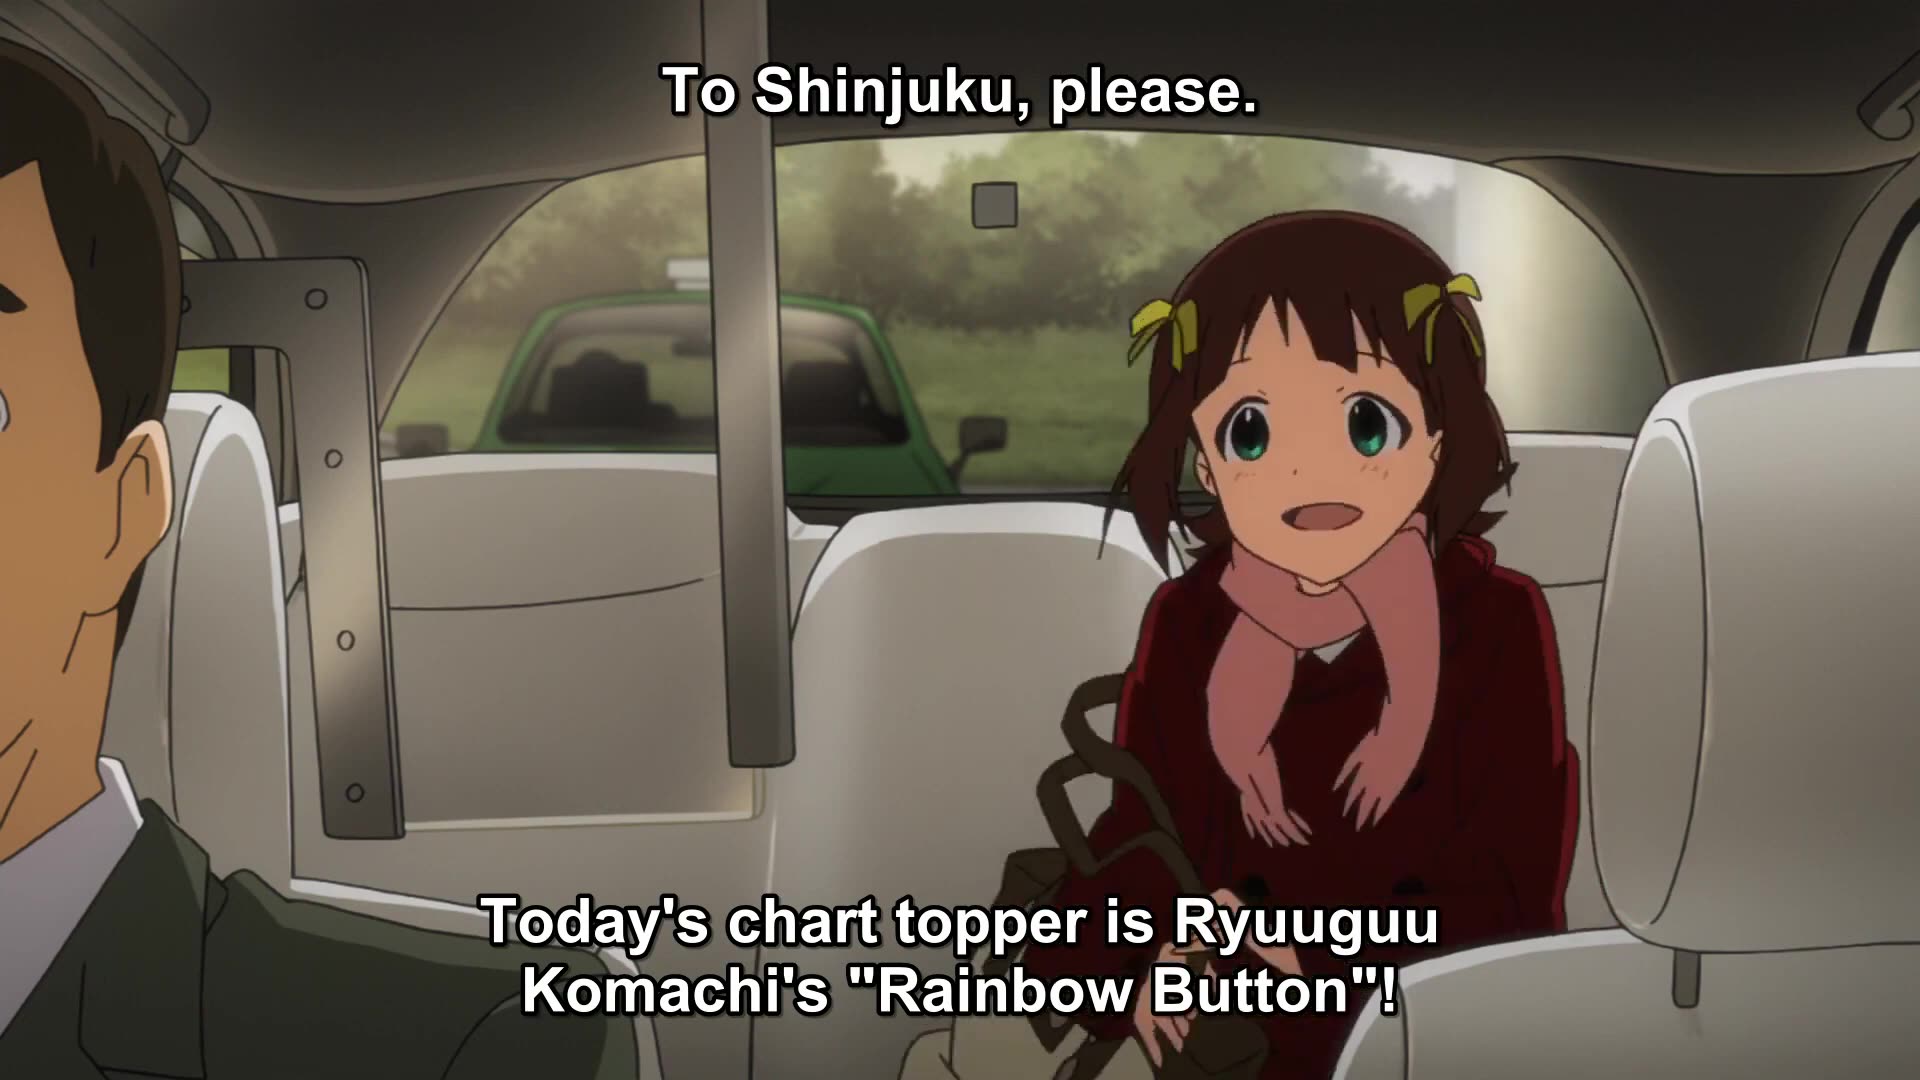 To Shinjuku, please.
Today's chart topper is Ryuuguu
Komachi's "Rainbow Button"!